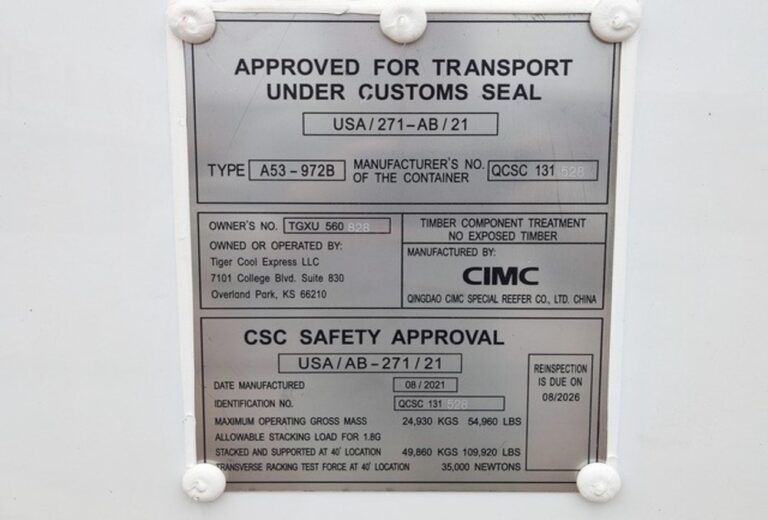 APPROVED FOR TRANSPORT
UNDER CUSTOMS SEAL
USA/271-AB/21
TYPE A53-972B MANUFACTURER'S NO. OF THE CONTAINER QCSC 131 528
OWNER'S NO. TGXU 560
OWNED OR OPERATED BY:
Tiger Cool Express LLC
7101 College Blvd. Suite 830
Overland Park, KS 66210
TIMBER COMPONENT TREATMENT
NO EXPOSED TIMBER
MANUFACTURED BY:
CIMC
QINGDAO CIMC SPECIAL REEFER CO., LTD. CHINA
CSC SAFETY APPROVAL
USA/AB-271/21
DATE MANUFACTURED 08/2021
IDENTIFICATION NO. QCSC 131 528
MAXIMUM OPERATING GROSS MASS 24,930 KGS 54,960 LBS
ALLOWABLE STACKING LOAD FOR 1.8G
STACKED AND SUPPORTED AT 40' LOCATION 49,860 KGS 109,920 LBS
TRANSVERSE RACKING TEST FORCE AT 40' LOCATION 35,000 NEWTONS
REINSPECTION
IS DUE ON
08/2026